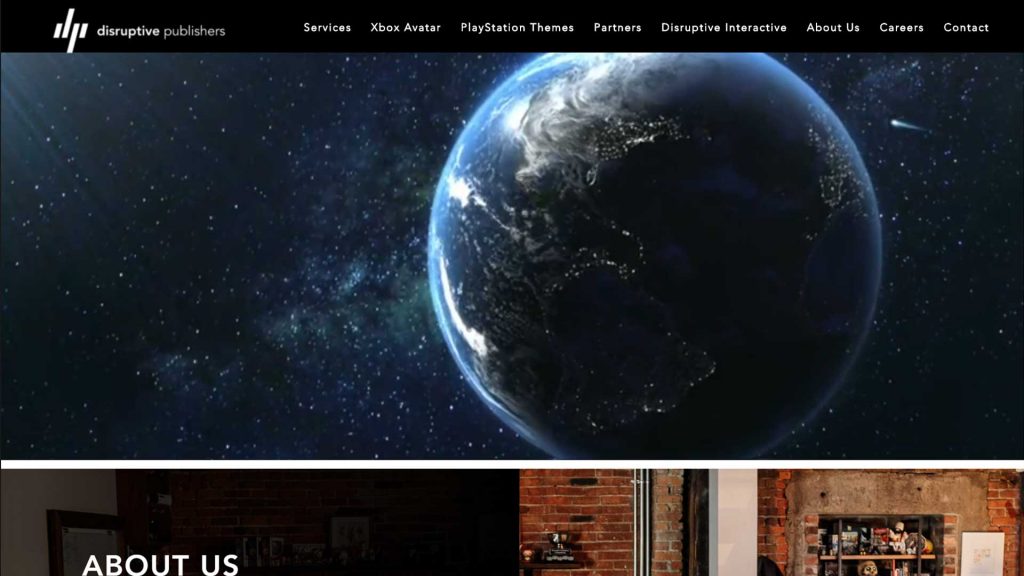 disruptive publishers
Services Xbox Avatar PlayStation Themes Partners Disruptive Interactive About Us Careers Contact
ABOUT US